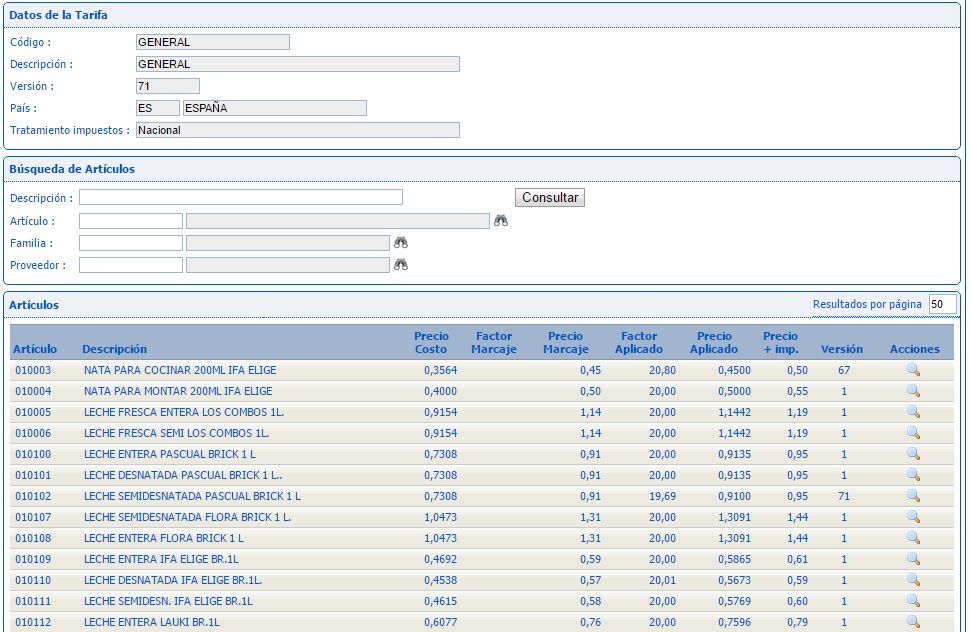 Datos de la Tarifa
Código : GENERAL
Descripción : GENERAL
Versión : 71
País : ES ESPAÑA
Tratamiento impuestos : Nacional
Búsqueda de Artículos
Descripción : Consultar
Artículo :
Familia :
Proveedor :
Artículos Resultados por página 50
Artículo Descripción Precio Costo Factor Marcaje Precio Marcaje Factor Aplicado Precio Aplicado Precio + imp. Versión Acciones
010003 NATA PARA COCINAR 200ML IFA ELIGE 0,3564 0,45 20,80 0,4500 0,50 67
010004 NATA PARA MONTAR 200ML IFA ELIGE 0,4000 0,50 20,00 0,5000 0,55 1
010005 LECHE FRESCA ENTERA LOS COMBOS 1L. 0,9154 1,14 20,00 1,1442 1,19 1
010006 LECHE FRESCA SEMI LOS COMBOS 1L. 0,9154 1,14 20,00 1,1442 1,19 1
010100 LECHE ENTERA PASCUAL BRICK 1 L 0,7308 0,91 20,00 0,9135 0,95 1
010101 LECHE DESNATADA PASCUAL BRICK 1 L.. 0,7308 0,91 20,00 0,9135 0,95 1
010102 LECHE SEMIDESNATADA PASCUAL BRICK 1 L 0,7308 0,91 19,69 0,9100 0,95 71
010107 LECHE SEMIDESNATADA FLORA BRICK 1 L. 1,0473 1,31 20,00 1,3091 1,44 1
010108 LECHE ENTERA FLORA BRICK 1 L 1,0473 1,31 20,00 1,3091 1,44 1
010109 LECHE ENTERA IFA ELIGE BR.1L 0,4692 0,59 20,00 0,5865 0,61 1
010110 LECHE DESNATADA IFA ELIGE BR.1L. 0,4538 0,57 20,01 0,5673 0,59 1
010111 LECHE SEMIDESN. IFA ELIGE BR.1L 0,4615 0,58 20,00 0,5769 0,60 1
010112 LECHE ENTERA LAUKI BR.1L 0,6077 0,76 20,00 0,7596 0,79 1